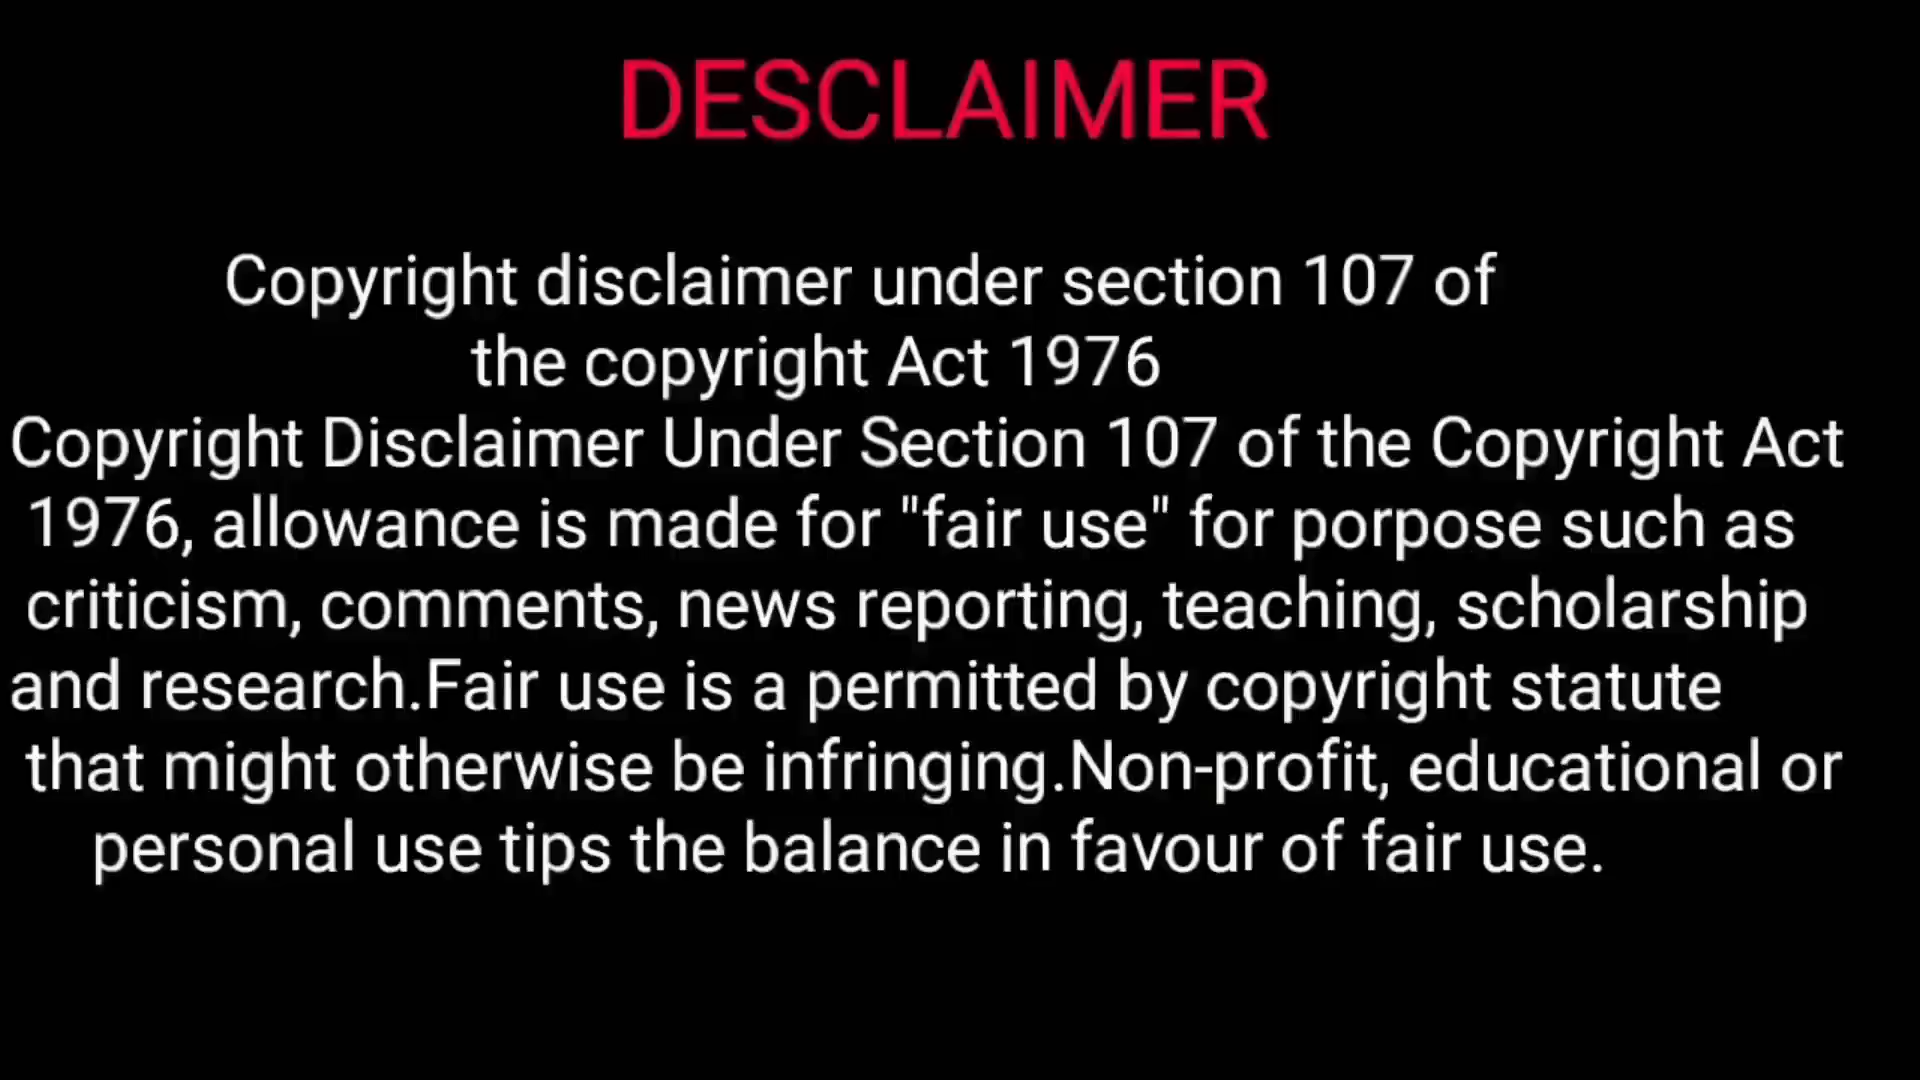 DESCLAIMER
Copyright disclaimer under section 107 of
the copyright Act 1976
Copyright Disclaimer Under Section 107 of the Copyright Act
1976, allowance is made for "fair use" for porpose such as
criticism, comments, news reporting, teaching, scholarship
and research.Fair use is a permitted by copyright statute
that might otherwise be infringing.Non-profit, educational or
personal use tips the balance in favour of fair use.